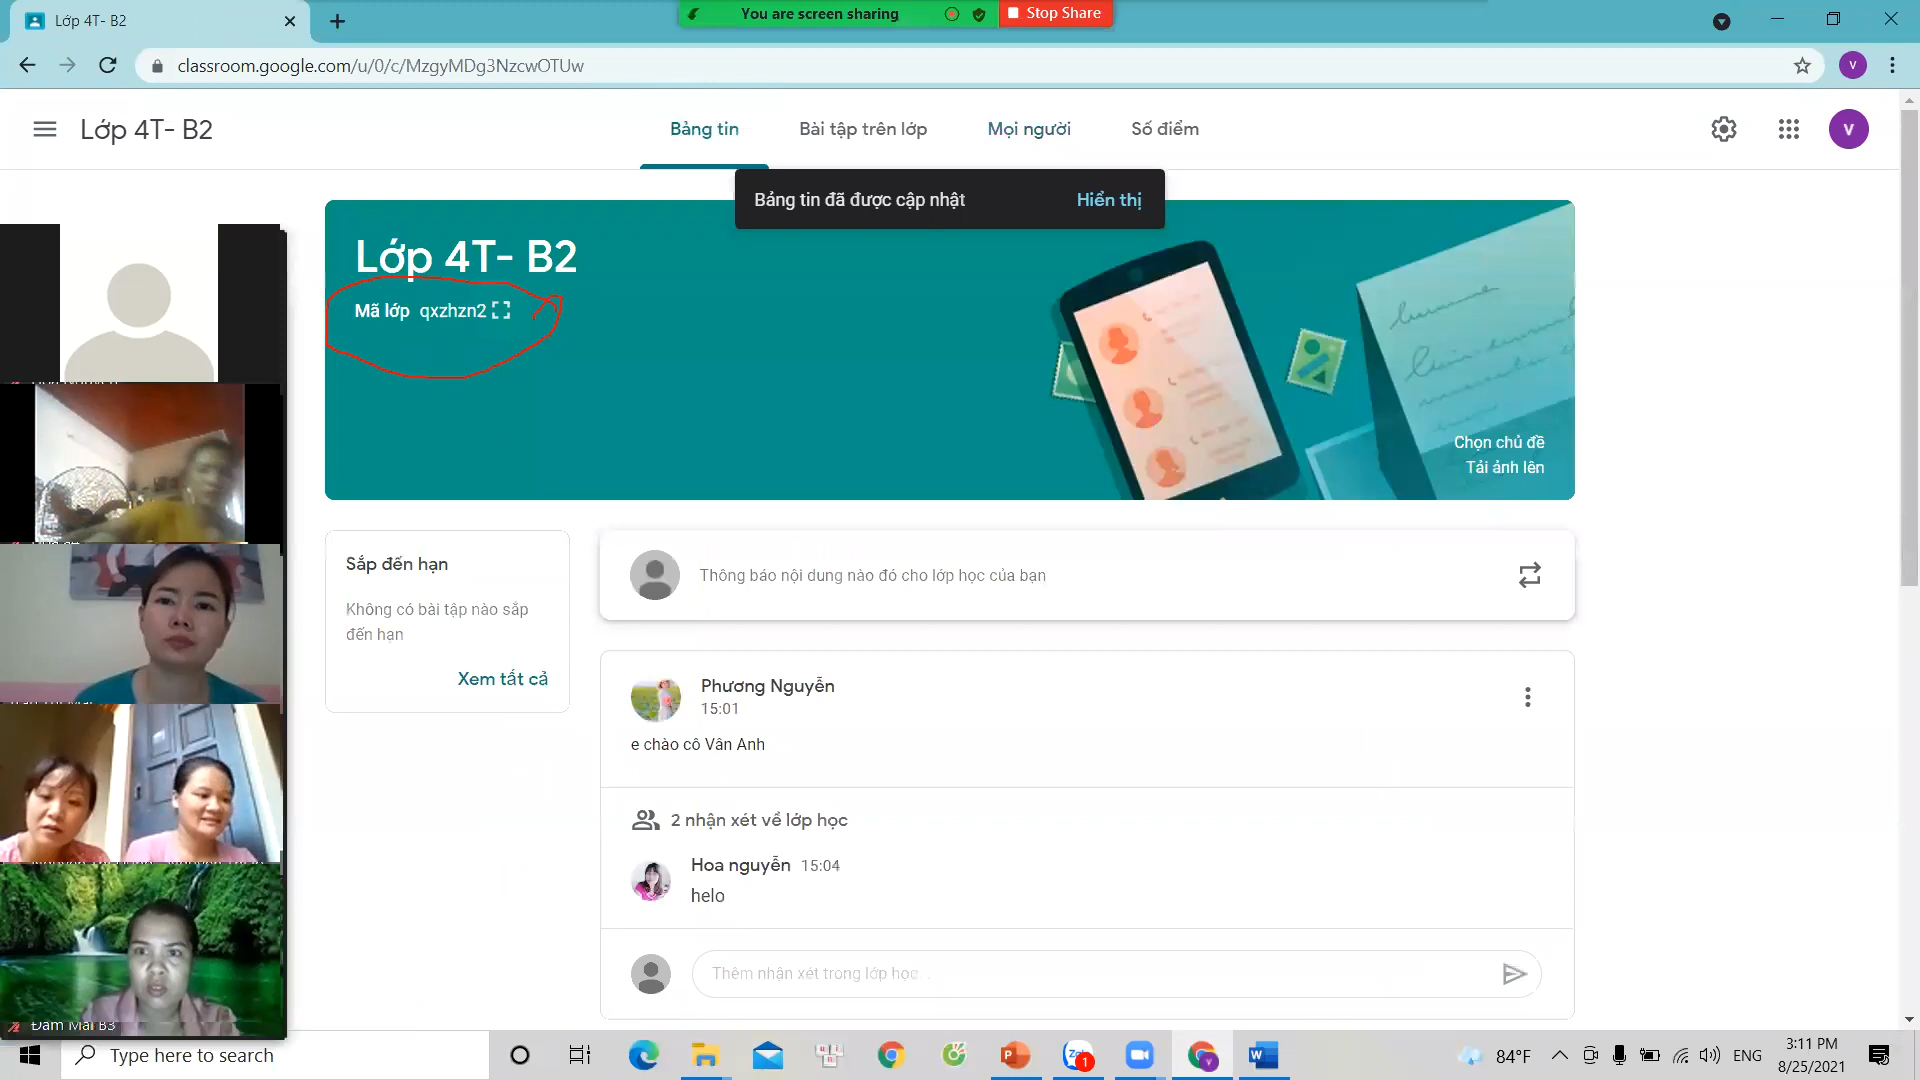 Lớp 4T- B2
You are screen sharing
Stop Share
classroom.google.com/u/0/c/MzgyMDg3NzcwOTUw
V
Lớp 4T- B2
Bảng tin
Bài tập trên lớp
Mọi người
Số điểm
V
Bảng tin đã được cập nhật
Hiển thị
Lớp 4T- B2
Mã lớp qxzhzn2
Chọn chủ đề
Tải ảnh lên
Sắp đến hạn
Không có bài tập nào sắp
đến hạn
Xem tất cả
Thông báo nội dung nào đó cho lớp học của bạn
Phương Nguyễn
15:01
e chào cô Vân Anh
2 nhận xét về lớp học
Hoa nguyễn 15:04
helo
Thêm nhận xét trong lớp học...
Đàm Mai B3
Type here to search
1
84°F
ENG
3:11 PM
8/25/2021